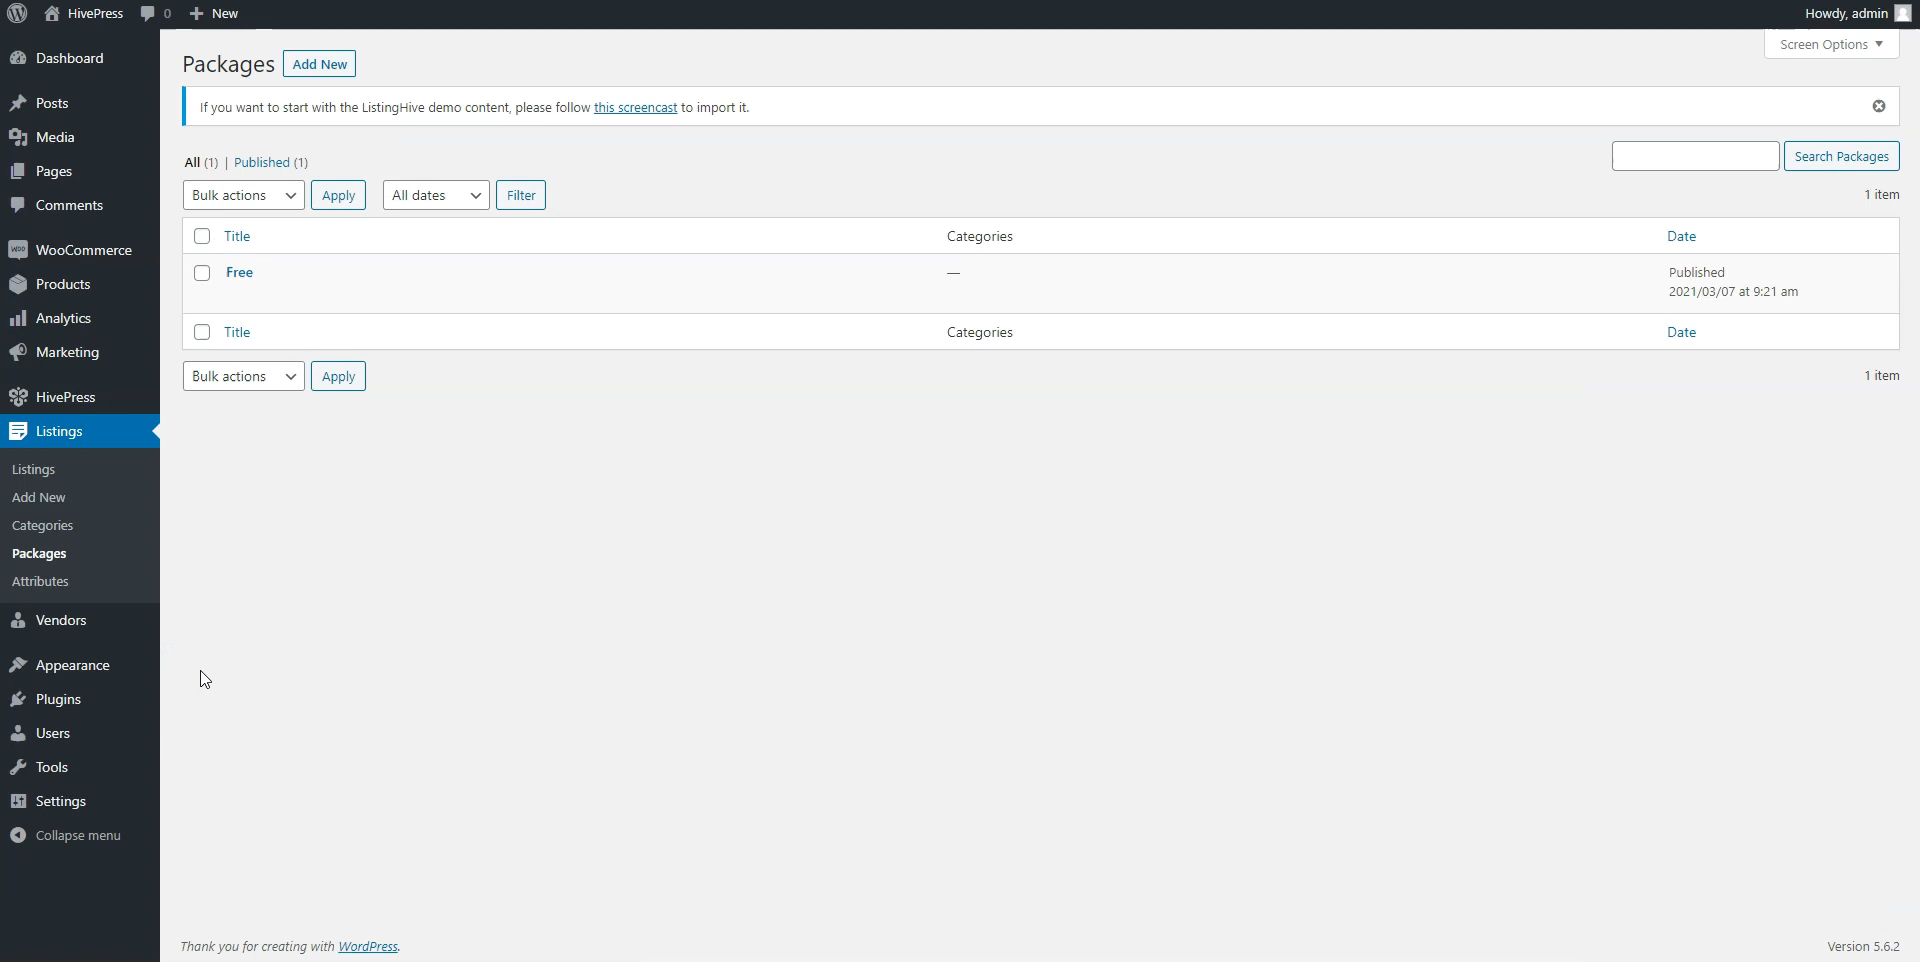 HivePress 0 New Howdy, admin
Screen Options
Dashboard
Posts
Media
Pages
Comments
WooCommerce
Products
Analytics
Marketing
HivePress
Listings
Listings
Add New
Categories
Packages
Attributes
Vendors
Appearance
Plugins
Users
Tools
Settings
Collapse menu
Packages Add New
If you want to start with the ListingHive demo content, please follow this screencast to import it.
All (1) | Published (1)
Search Packages
Bulk actions Apply All dates Filter 1 item
Title Categories Date
Free — Published
2021/03/07 at 9:21 am
Title Categories Date
Bulk actions Apply 1 item
Thank you for creating with WordPress. Version 5.6.2